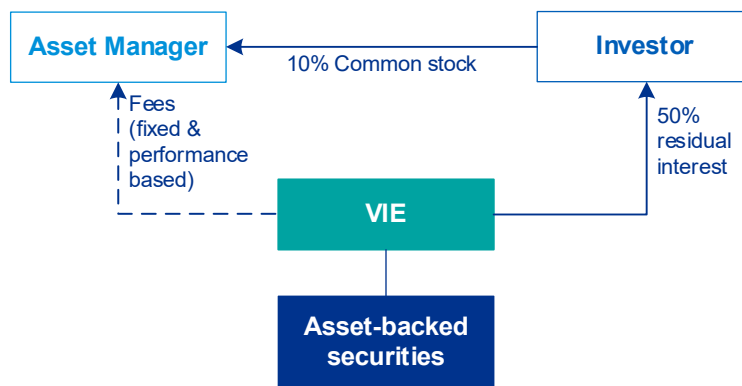 Asset Manager
Investor
10% Common stock
Fees
(fixed &
performance
based)
50%
residual
interest
VIE
Asset-backed
securities